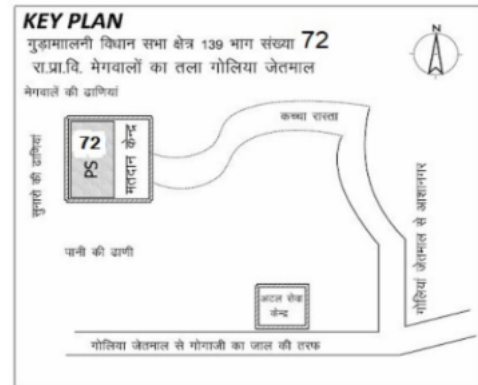 KEY PLAN
गुड़ामाालनी विधान सभा क्षेत्र 139 भाग संख्या 72
रा.प्रा.वि. मेगवालों का तला गोलिया जेतमाल
N
मेगवालें की ढाणियां
सुनारो की ढाणियां
72
PS
मतदान केन्द्र
कच्चा रास्ता
गोलियां जेतमाल से आशानगर
पानी की ढाणी
अटल सेवा
केन्द्र
गोलिया जेतमाल से गोगाजी का जाल की तरफ